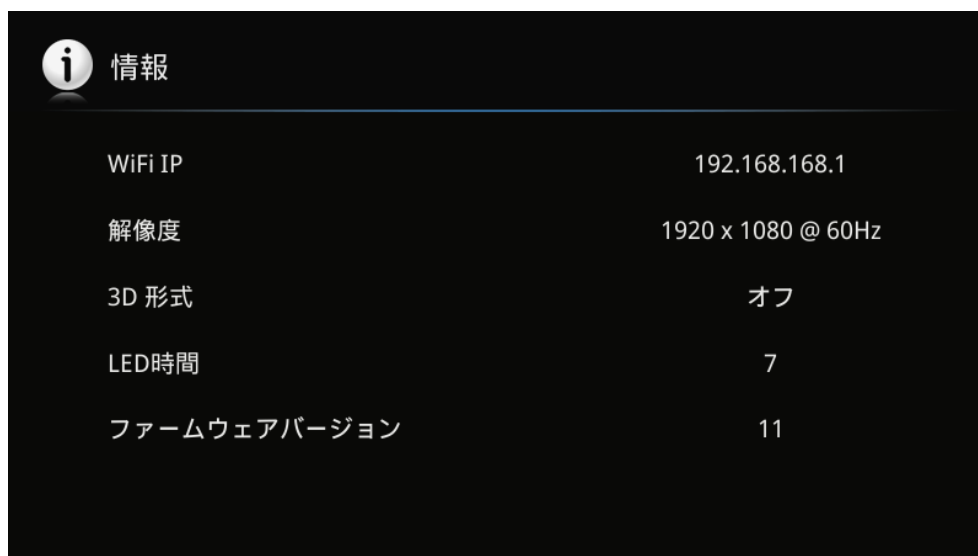 情報
WiFi IP 192.168.168.1
解像度 1920 x 1080 @ 60Hz
3D 形式 オフ
LED時間 7
ファームウェアバージョン 11